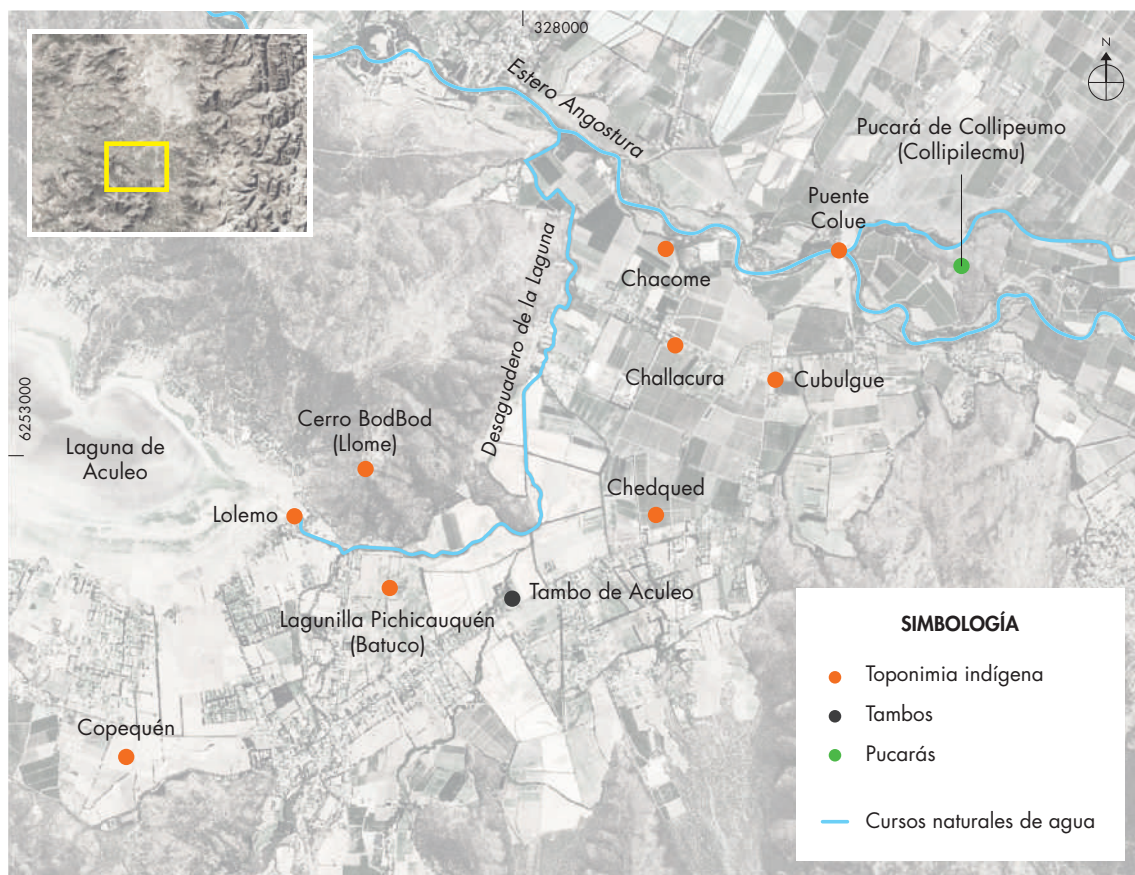 328000
N
Estero Angostura
Pucará de Collipeumo
(Collipilecmu)
Puente
Colue
Chacome
Desaguadero de la Laguna
Challacura
Cubulgue
6253000
Cerro BodBod
(Llome)
Laguna de
Aculeo
Chedqued
Lolemo
Tambo de Aculeo
Lagunilla Pichicauquén
(Batuco)
Copequén
SIMBOLOGÍA
Toponimia indígena
Tambos
Pucarás
Cursos naturales de agua